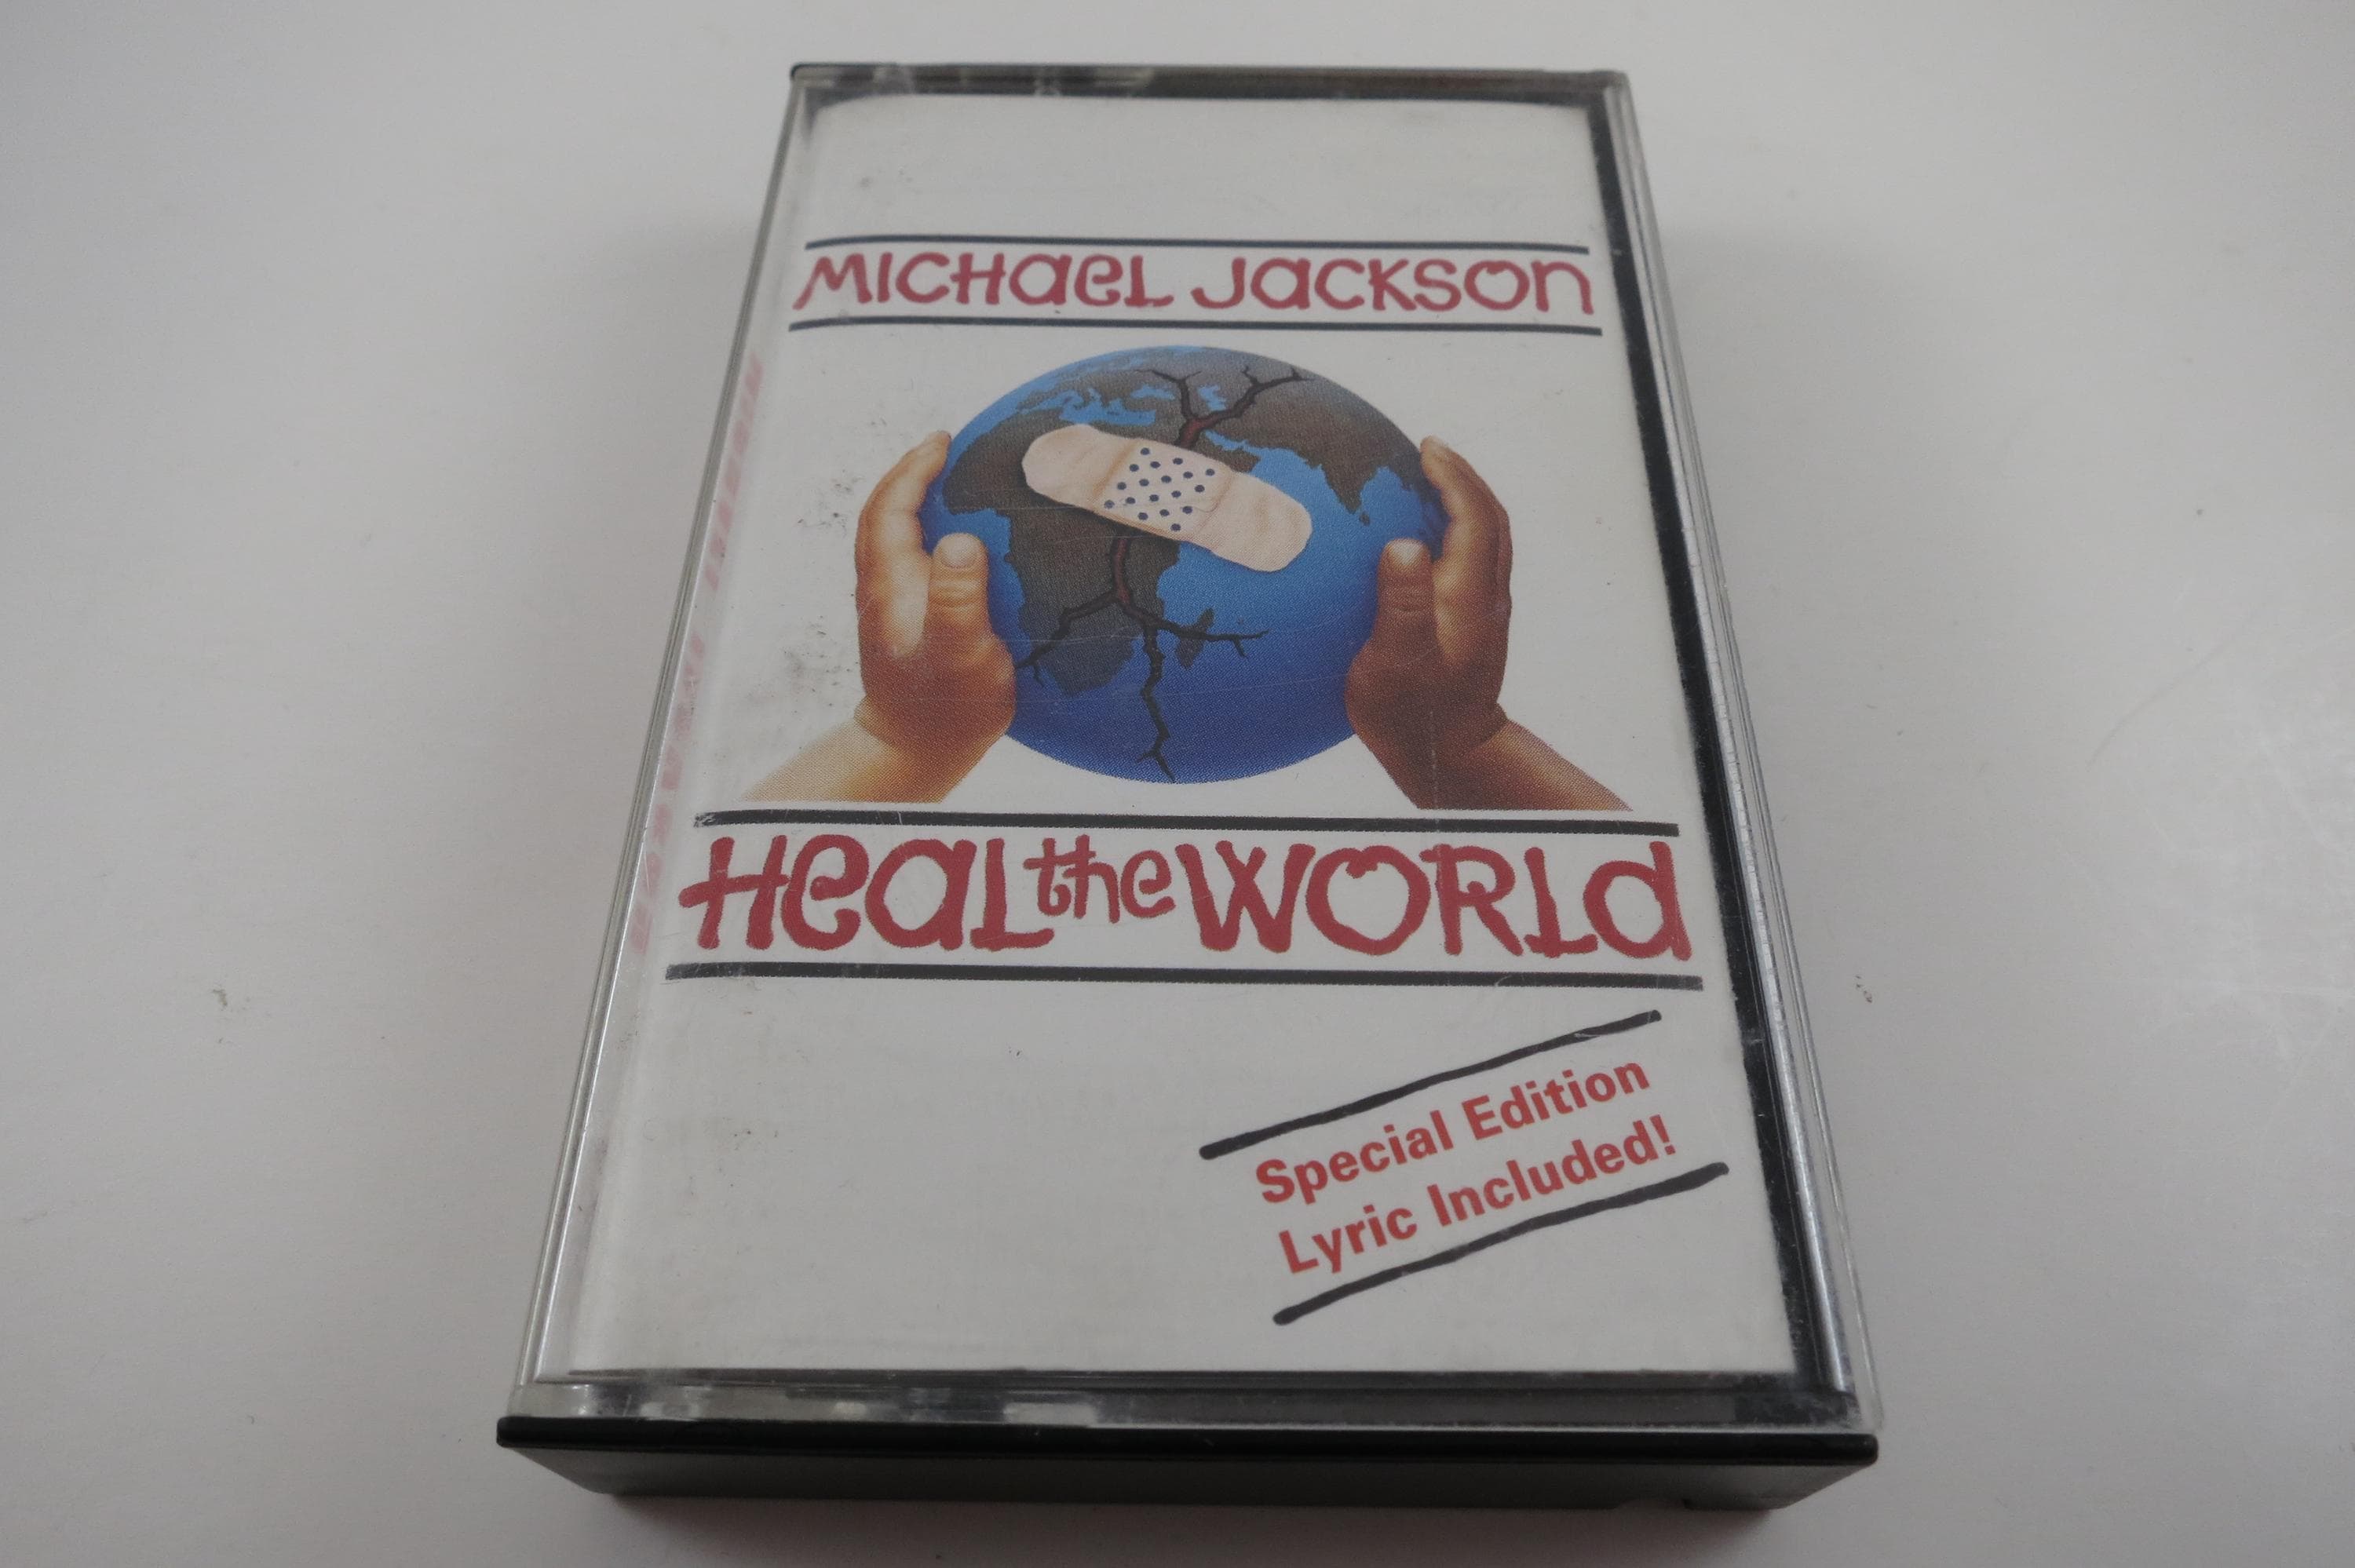 MICHAEL JACKSON
HEAL the WORLD
Special Edition
Lyric Included!